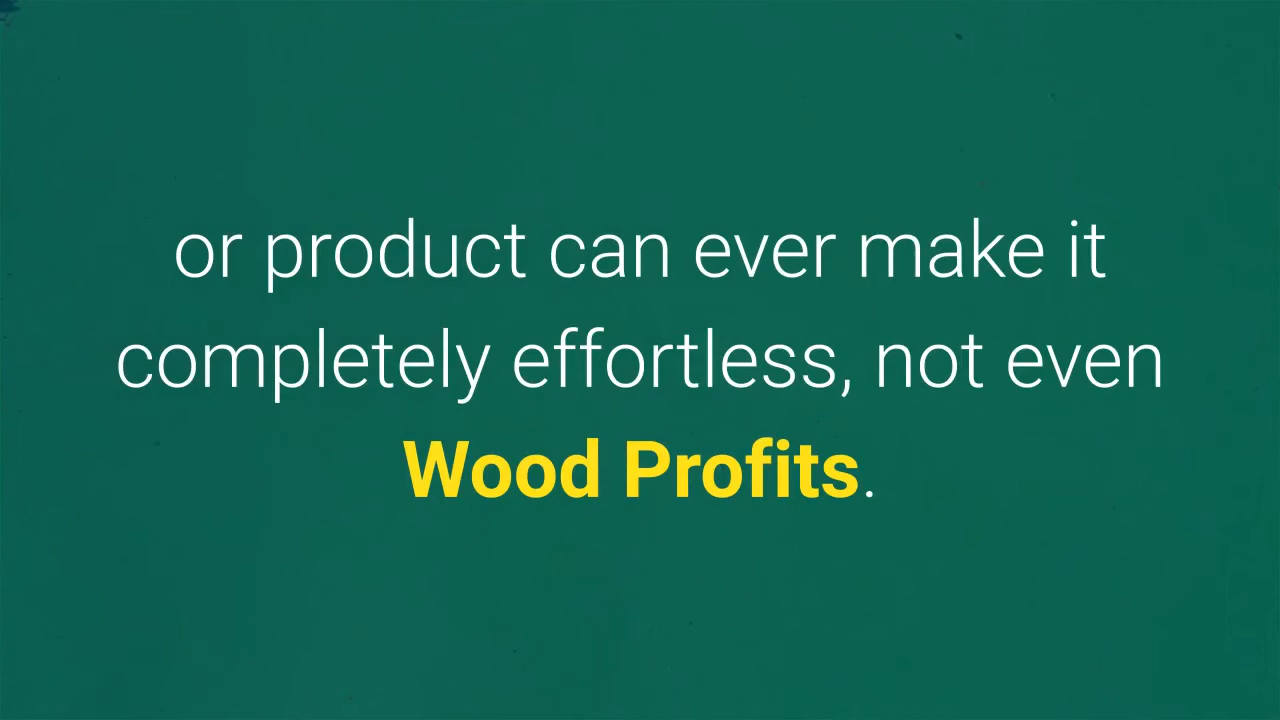 or product can ever make it
completely effortless, not even
Wood Profits.